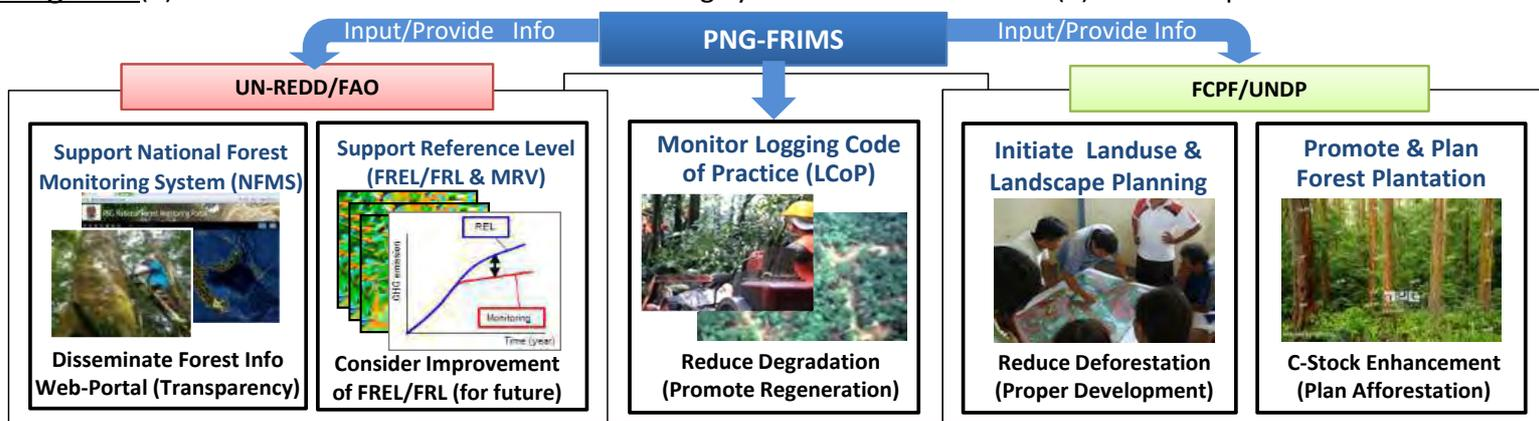 Input/Provide Info
PNG-FRIMS
Input/Provide Info
UN-REDD/FAO
FCPF/UNDP
Support National Forest
Monitoring System (NFMS)
Disseminate Forest Info
Web-Portal (Transparency)
Support Reference Level
(FREL/FRL & MRV)
REL
GHG emission
Monitoring
Time (year)
Consider Improvement
of FREL/FRL (for future)
Monitor Logging Code
of Practice (LCoP)
Reduce Degradation
(Promote Regeneration)
Initiate Landuse &
Landscape Planning
Reduce Deforestation
(Proper Development)
Promote & Plan
Forest Plantation
C-Stock Enhancement
(Plan Afforestation)